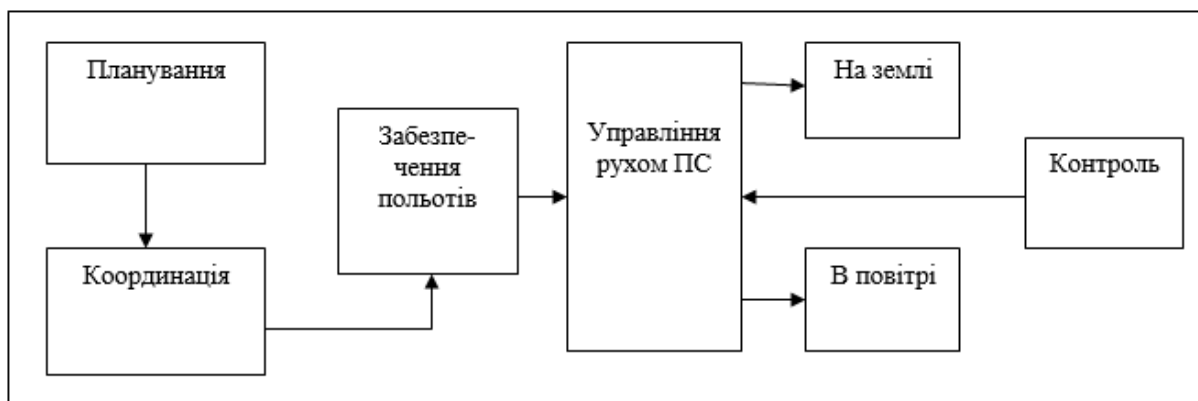 Планування
Координація
Забезпе-
чення
польотів
Управління
рухом ПС
На землі
В повітрі
Контроль